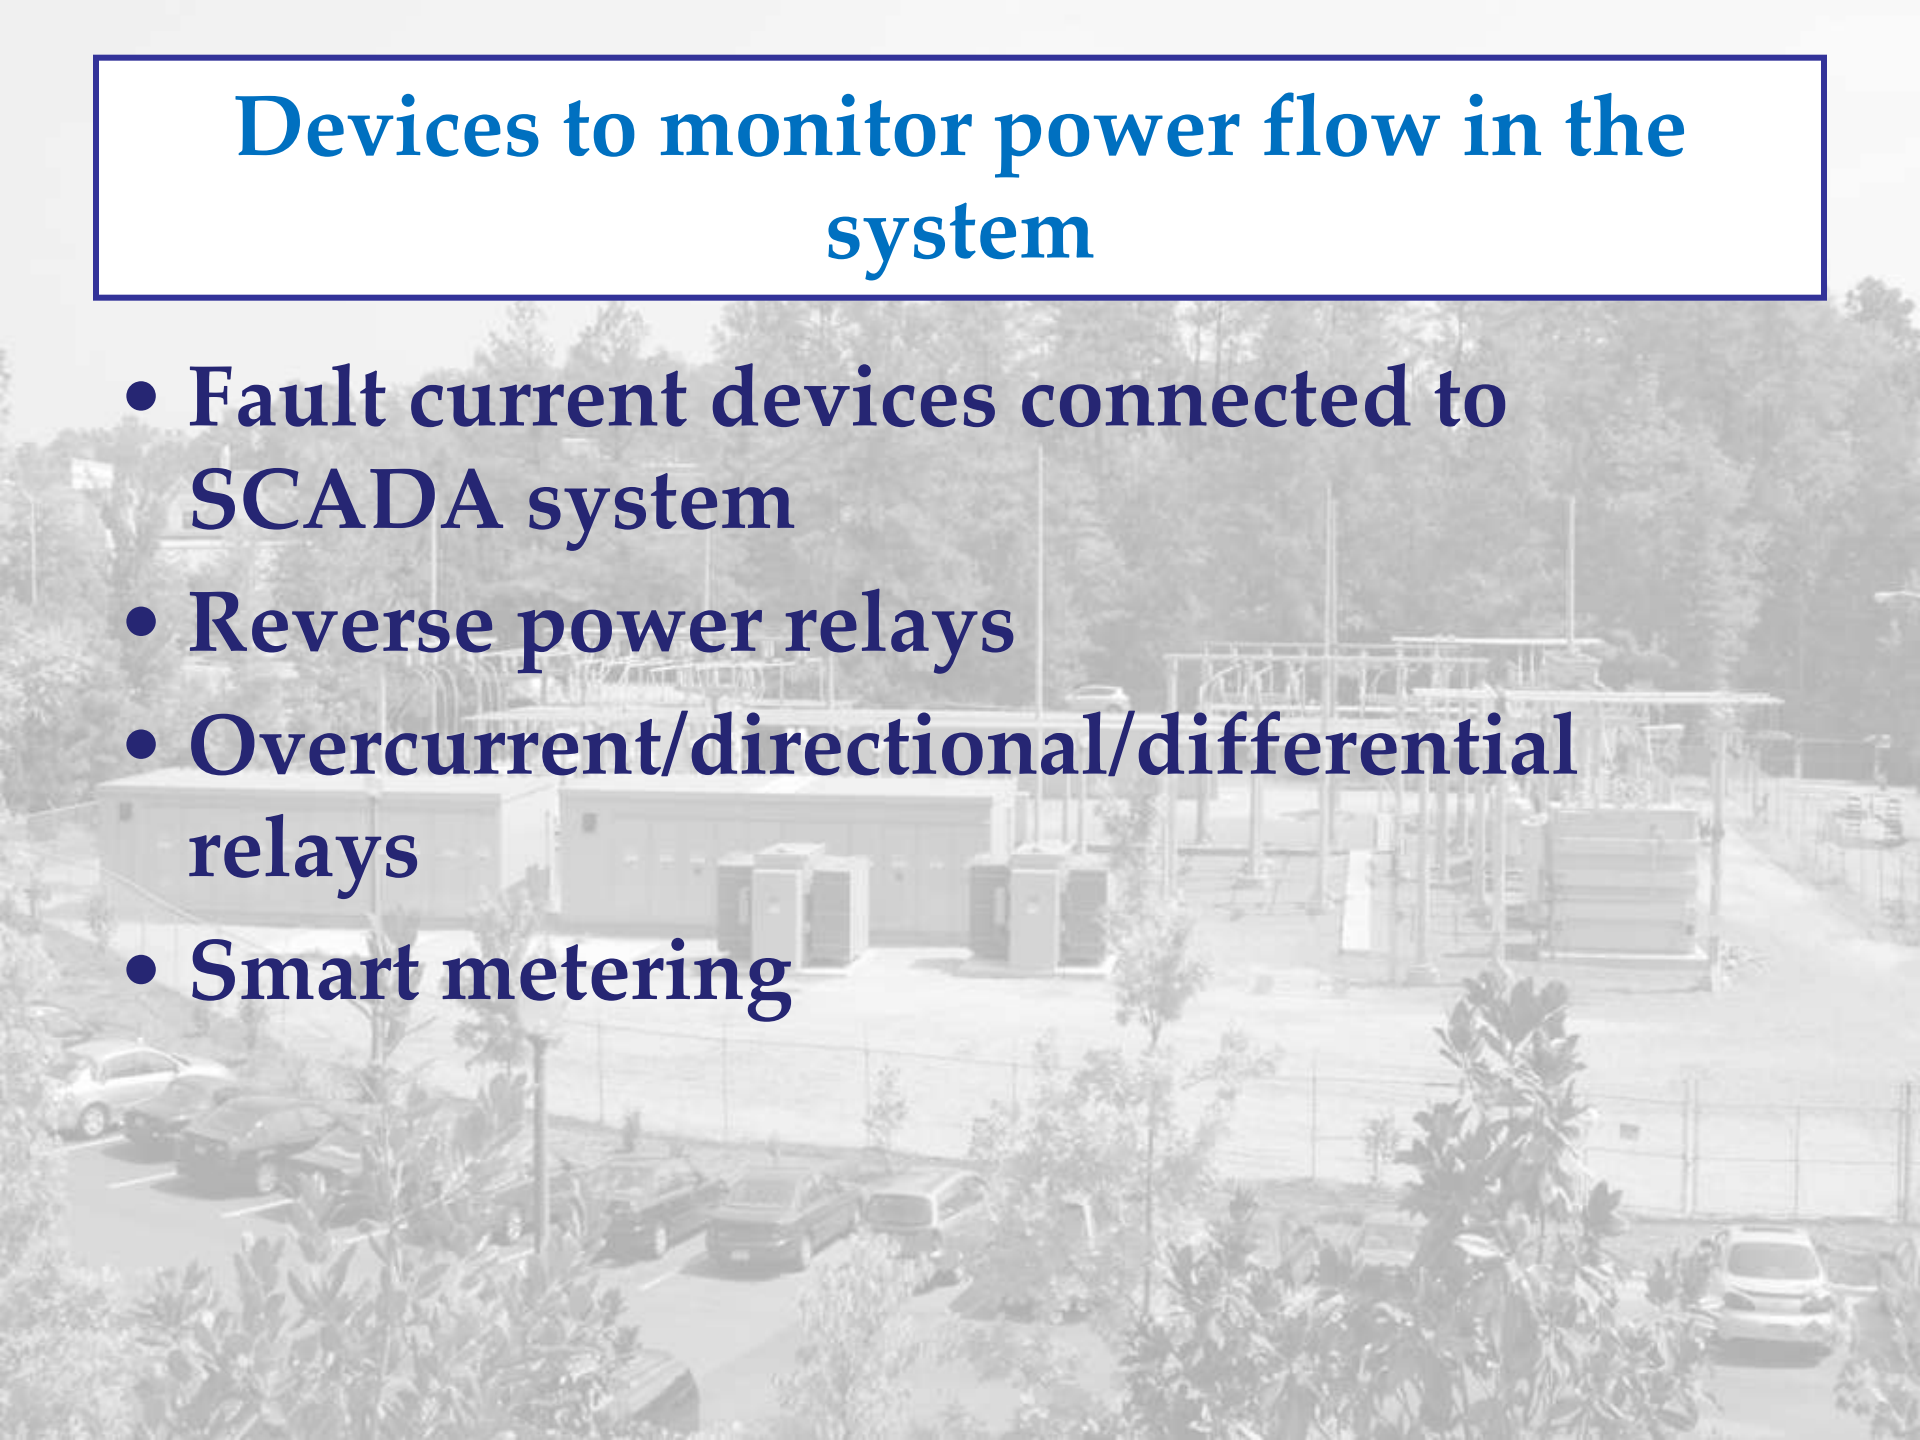 Devices to monitor power flow in the
system
• Fault current devices connected to
SCADA system
• Reverse power relays
• Overcurrent/directional/differential
relays
• Smart metering